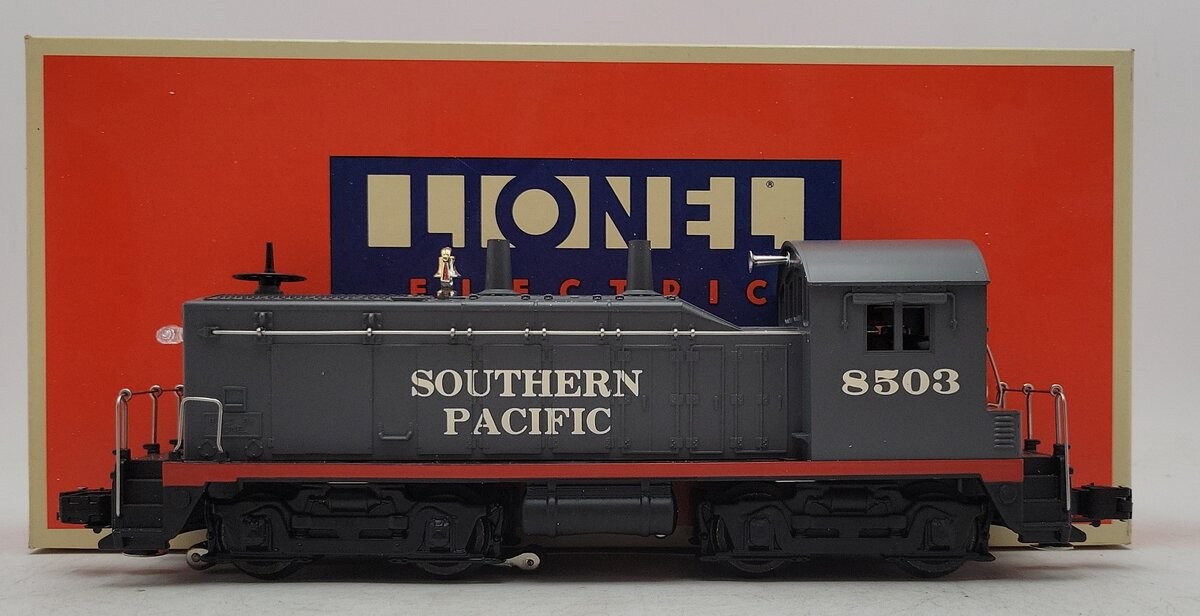 LIONEL®
ELECTRIC
SOUTHERN
PACIFIC
8503